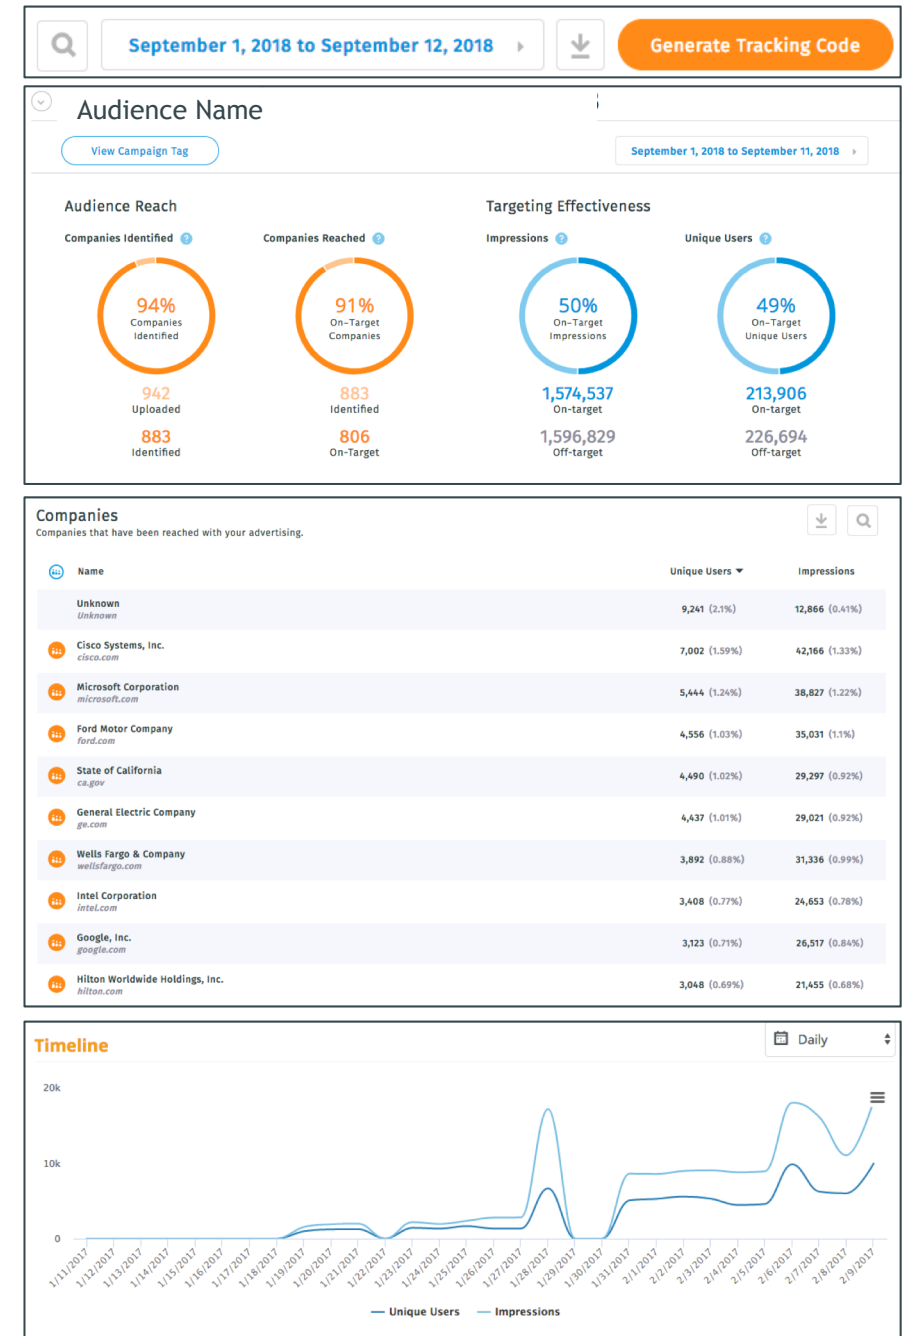 September 1, 2018 to September 12, 2018
Generate Tracking Code
Audience Name
View Campaign Tag
September 1, 2018 to September 11, 2018
Audience Reach
Targeting Effectiveness
Companies Identified ?
Companies Reached ?
Impressions ?
Unique Users ?
94%
Companies
Identified
91%
On-Target
Companies
50%
On-Target
Impressions
49%
On-Target
Unique Users
942
Uploaded
883
Identified
1,574,537
On-target
213,906
On-target
883
Identified
806
On-Target
1,596,829
Off-target
226,694
Off-target
Companies
Companies that have been reached with your advertising.
Name Unique Users Impressions
Unknown
Unknown
9,241 (2.1%) 12,866 (0.41%)
Cisco Systems, Inc.
cisco.com
7,002 (1.59%) 42,166 (1.33%)
Microsoft Corporation
microsoft.com
5,444 (1.24%) 38,827 (1.22%)
Ford Motor Company
ford.com
4,556 (1.03%) 35,031 (1.1%)
State of California
ca.gov
4,490 (1.02%) 29,297 (0.92%)
General Electric Company
ge.com
4,437 (1.01%) 29,021 (0.92%)
Wells Fargo & Company
wellsfargo.com
3,892 (0.88%) 31,336 (0.99%)
Intel Corporation
intel.com
3,408 (0.77%) 24,653 (0.78%)
Google, Inc.
google.com
3,123 (0.71%) 26,517 (0.84%)
Hilton Worldwide Holdings, Inc.
hilton.com
3,048 (0.69%) 21,455 (0.68%)
Timeline
Daily
20k
10k
0
1/11/2017
1/12/2017
1/13/2017
1/14/2017
1/15/2017
1/16/2017
1/17/2017
1/18/2017
1/19/2017
1/20/2017
1/21/2017
1/22/2017
1/23/2017
1/24/2017
1/25/2017
1/26/2017
1/27/2017
1/28/2017
1/29/2017
1/30/2017
1/31/2017
2/1/2017
2/2/2017
2/3/2017
2/4/2017
2/5/2017
2/6/2017
2/7/2017
2/8/2017
2/9/2017
Unique Users Impressions